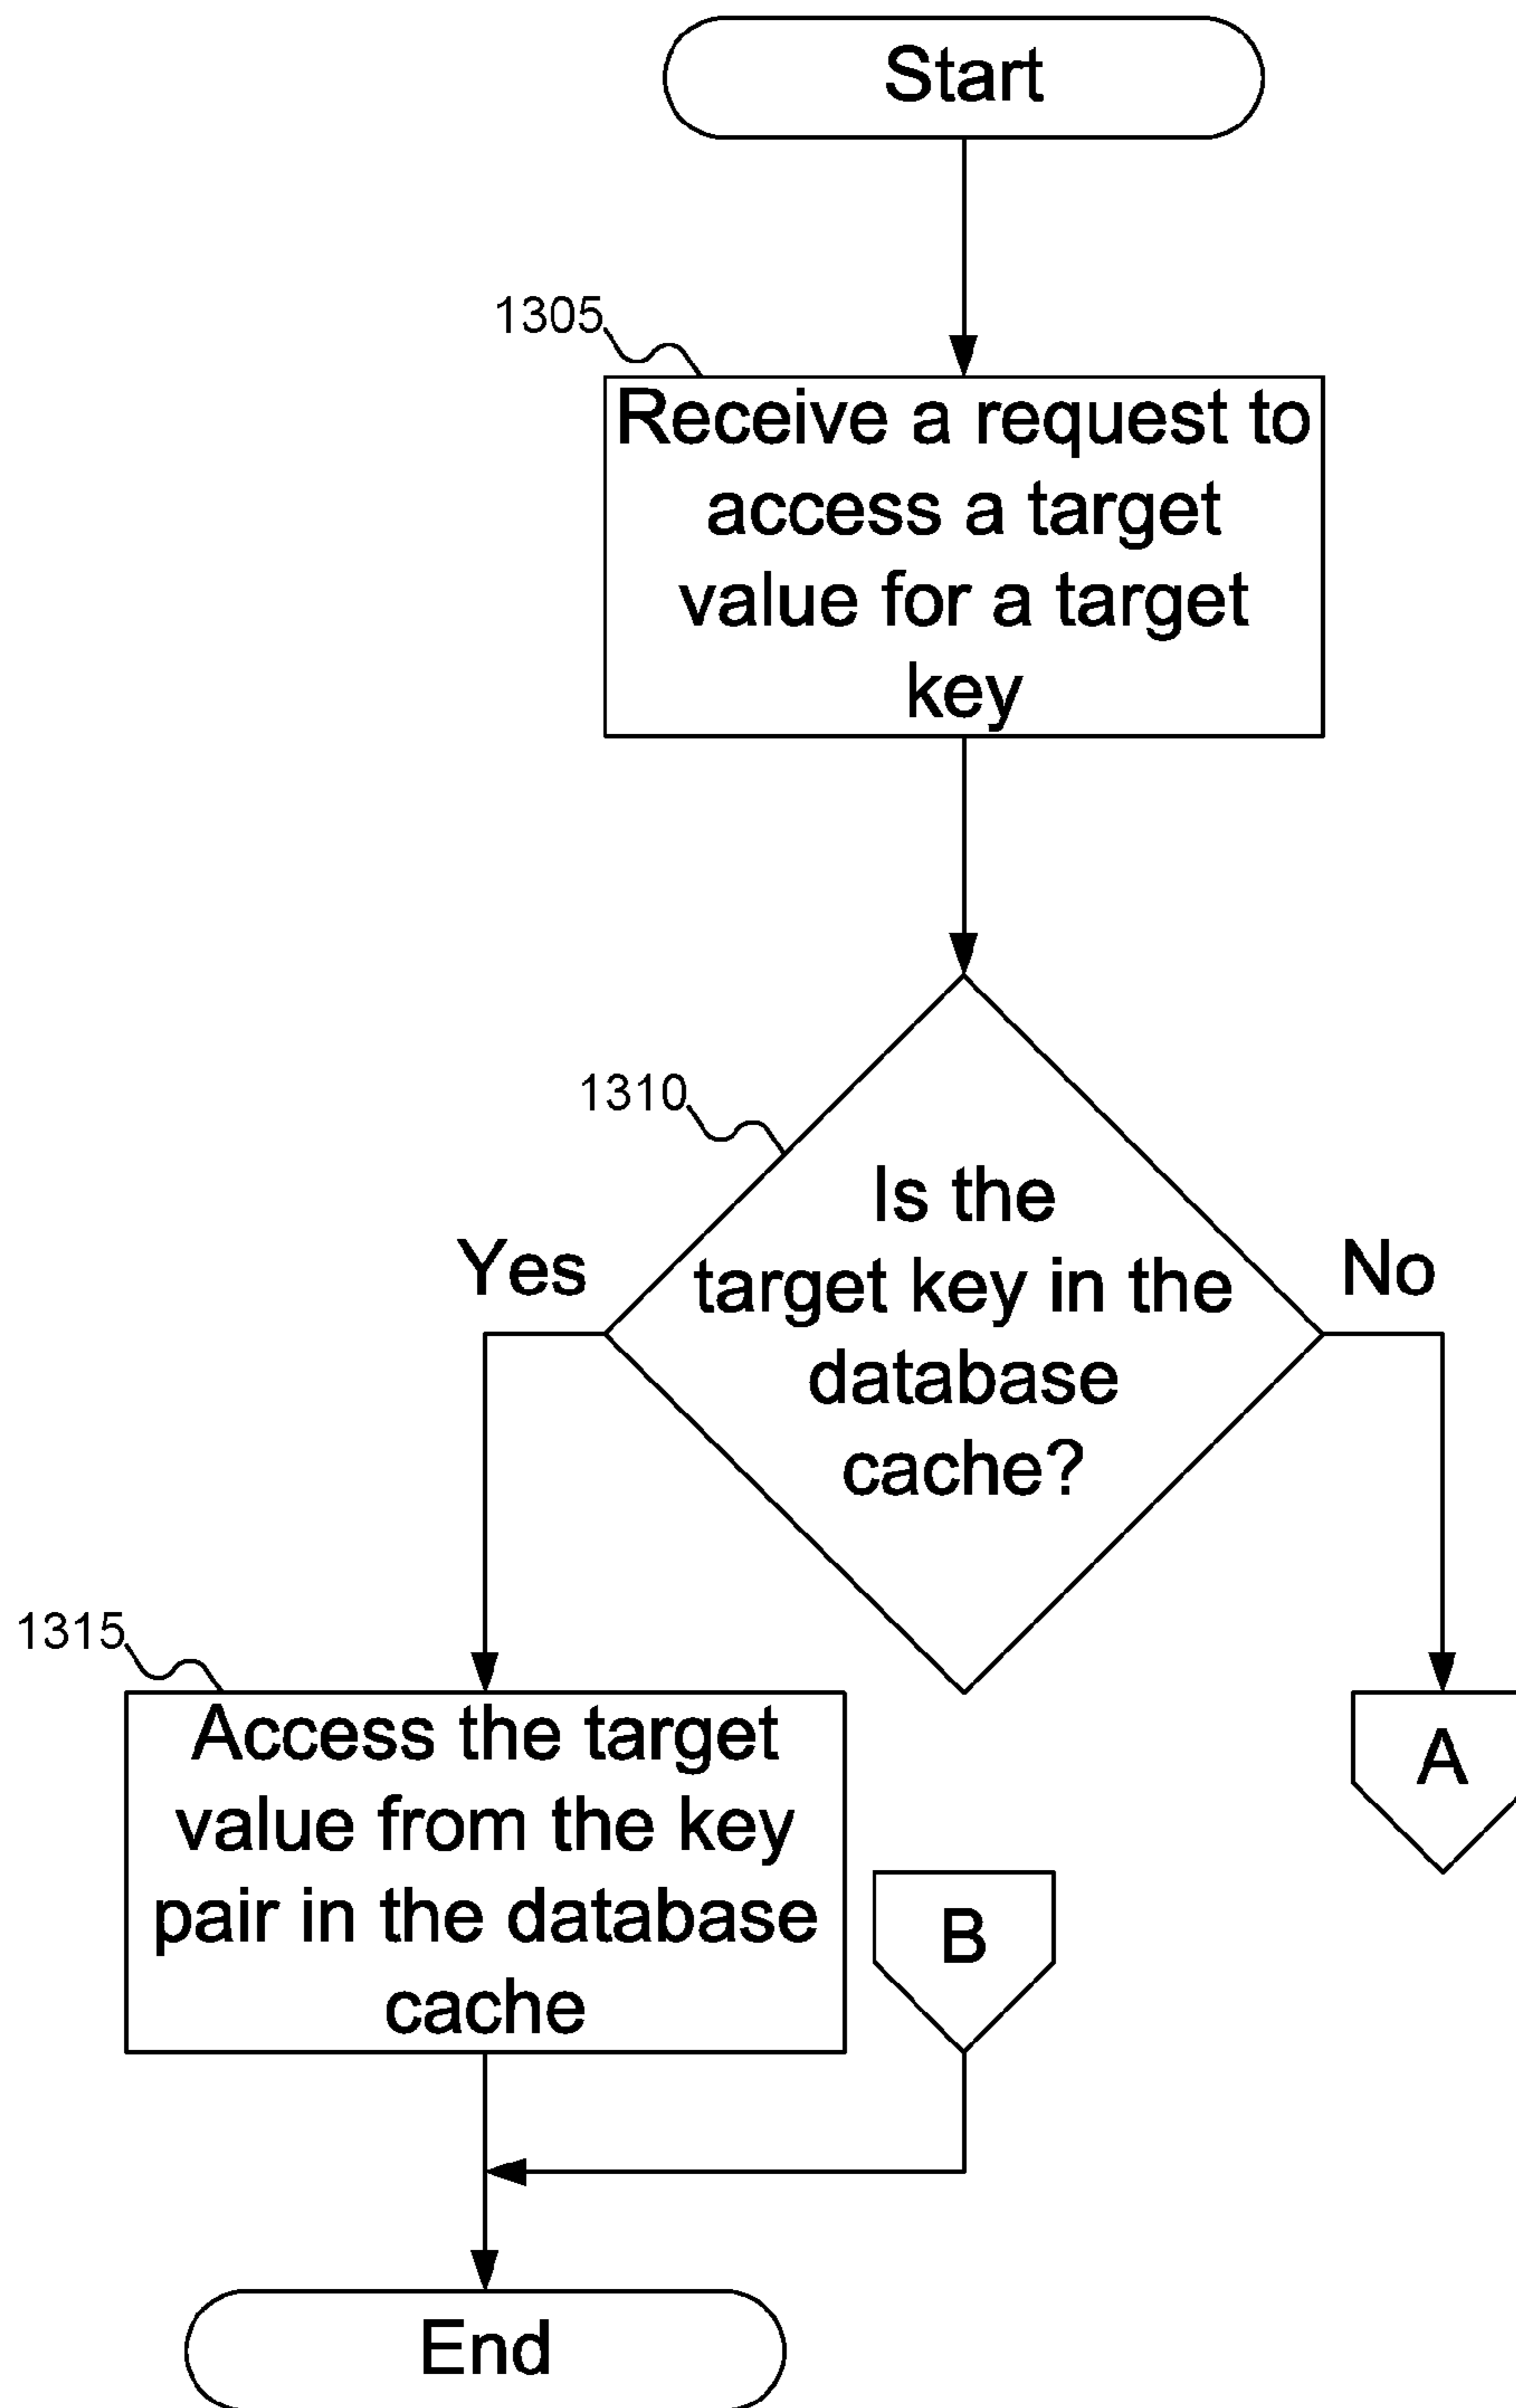 Start
1305
Receive a request to
access a target
value for a target
key
1310
Is the
target key in the
database
cache?
Yes
No
1315
Access the target
value from the key
pair in the database
cache
A
B
End